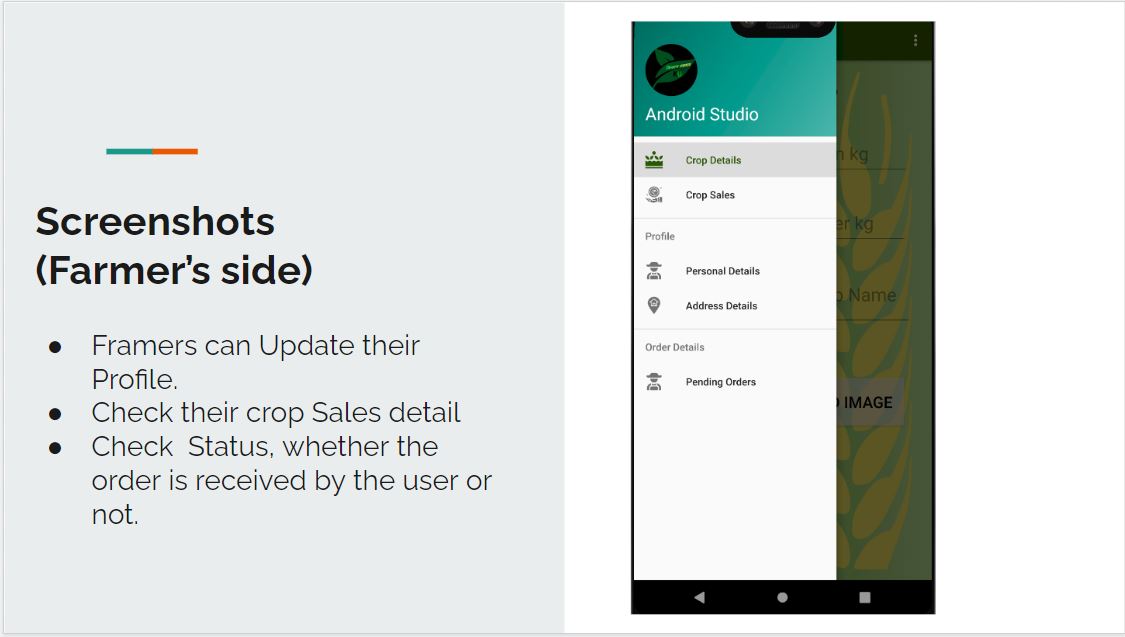 Screenshots
(Farmer's side)
● Framers can Update their
Profile.
● Check their crop Sales detail
● Check  Status, whether the
order is received by the user or
not.
Android Studio
Crop Details
Crop Sales
Profile
Personal Details
Address Details
Order Details
Pending Orders
kg
kg
Name
IMAGE